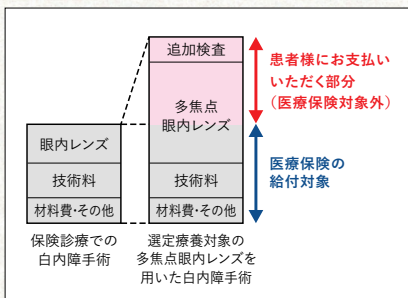 追加検査
多焦点
眼内レンズ
技術料
材料費・その他
眼内レンズ
技術料
材料費・その他
患者様にお支払い
いただく部分
（医療保険対象外）
医療保険の
給付対象
保険診療での
白内障手術
選定療養対象の
多焦点眼内レンズを
用いた白内障手術